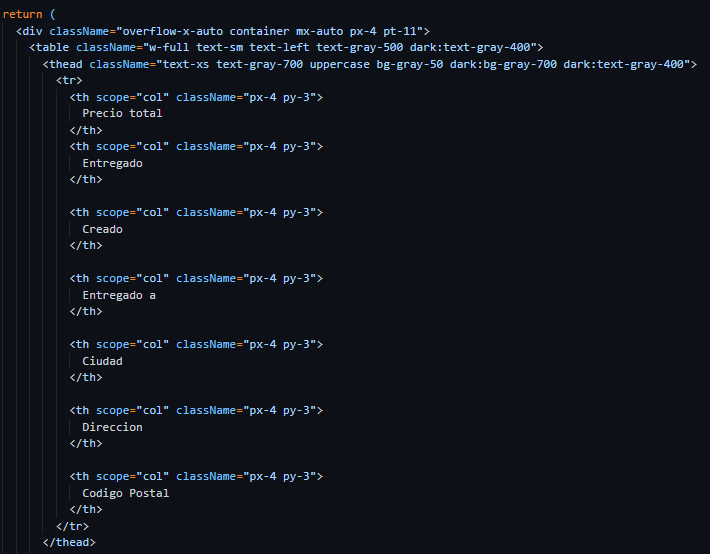 return (
<div className="overflow-x-auto container mx-auto px-4 pt-11">
<table className="w-full text-sm text-left text-gray-500 dark:text-gray-400">
<thead className="text-xs text-gray-700 uppercase bg-gray-50 dark:bg-gray-700 dark:text-gray-400">
<tr>
<th scope="col" className="px-4 py-3">
Precio total
</th>
<th scope="col" className="px-4 py-3">
Entregado
</th>
<th scope="col" className="px-4 py-3">
Creado
</th>
<th scope="col" className="px-4 py-3">
Entregado a
</th>
<th scope="col" className="px-4 py-3">
Ciudad
</th>
<th scope="col" className="px-4 py-3">
Direccion
</th>
<th scope="col" className="px-4 py-3">
Codigo Postal
</th>
</tr>
</thead>